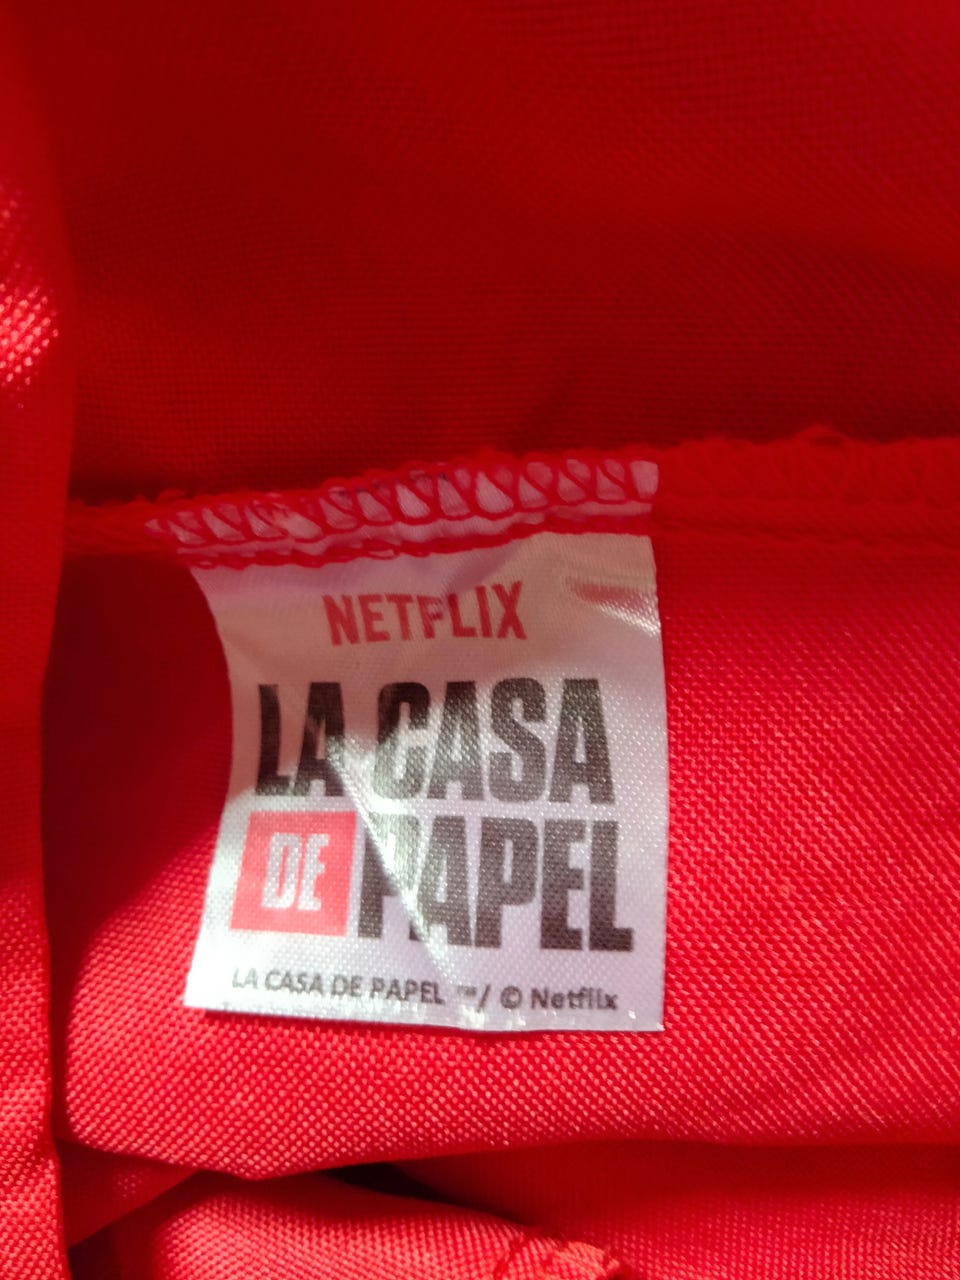 NETFLIX
LA CASA
DE PAPEL
LA CASA DE PAPEL ™/ © Netflix